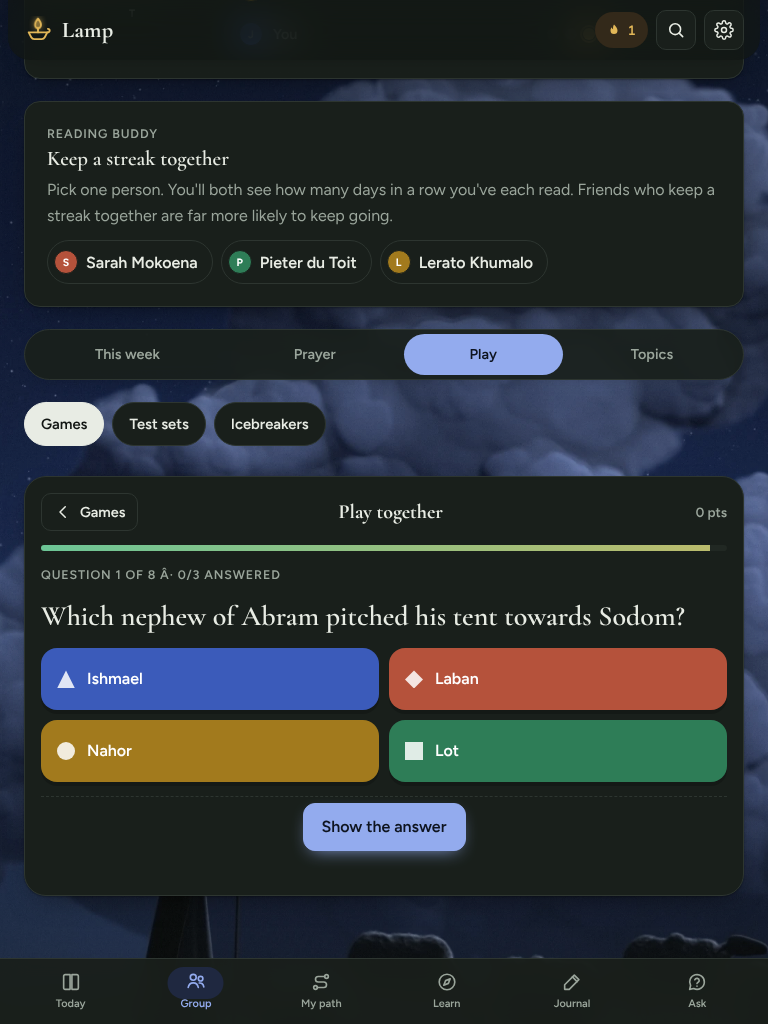 Lamp
1
READING BUDDY
Keep a streak together
Pick one person. You'll both see how many days in a row you've each read. Friends who keep a
streak together are far more likely to keep going.
S Sarah Mokoena P Pieter du Toit L Lerato Khumalo
This week Prayer Play Topics
Games Test sets Icebreakers
Games Play together 0 pts
QUESTION 1 OF 8 Â· 0/3 ANSWERED
Which nephew of Abram pitched his tent towards Sodom?
Ishmael Laban
Nahor Lot
Show the answer
Today Group My path Learn Journal Ask